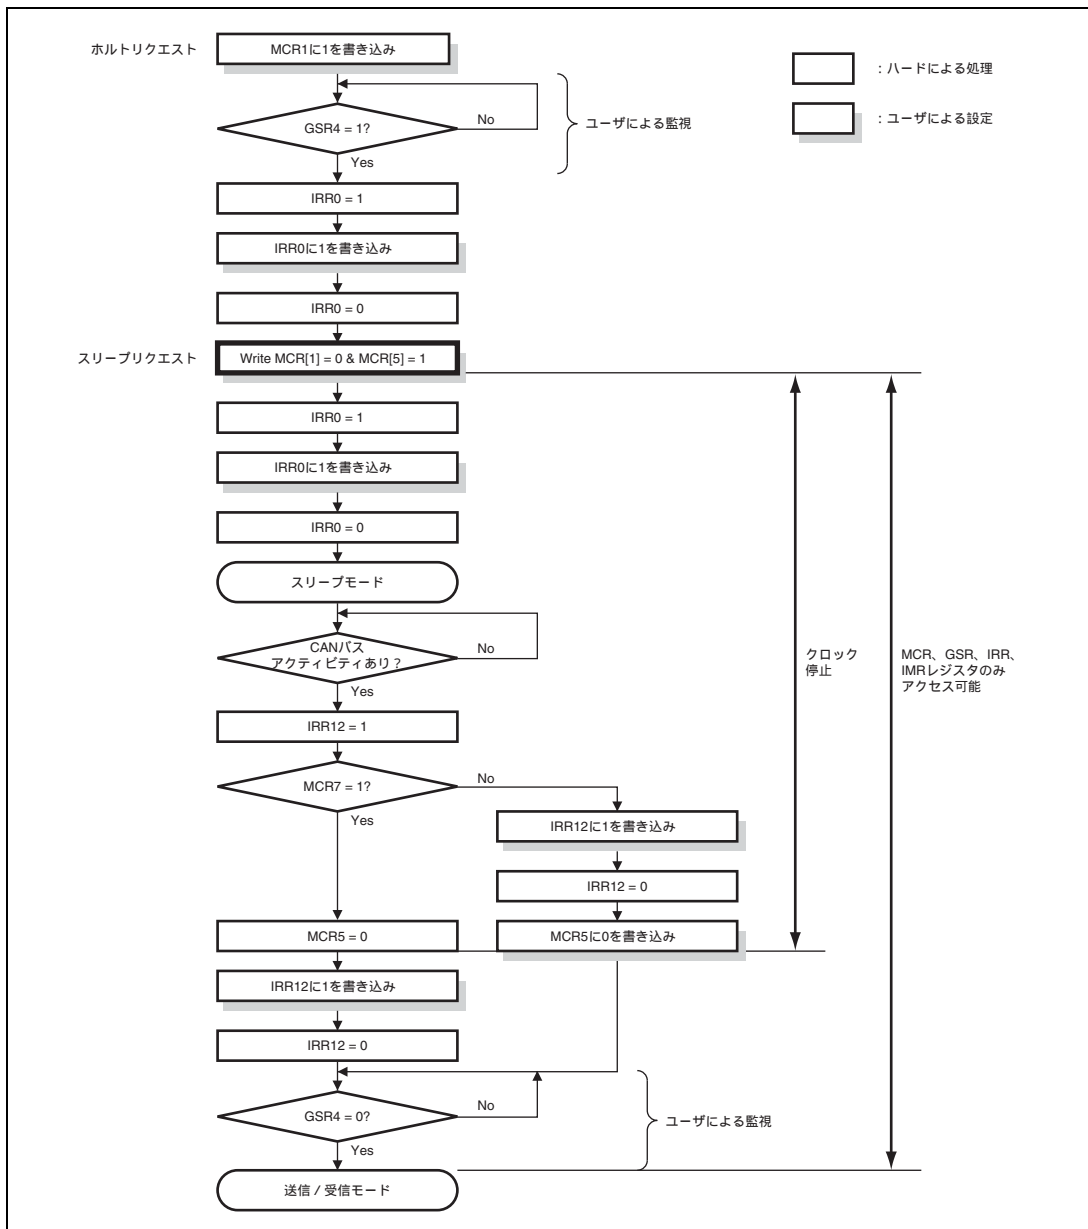 ホルトリクエスト
MCR1に1を書き込み
: ハードによる処理
: ユーザによる設定
GSR4 = 1?
No
Yes
ユーザによる監視
IRR0 = 1
IRR0に1を書き込み
IRR0 = 0
スリープリクエスト
Write MCR[1] = 0 & MCR[5] = 1
IRR0 = 1
IRR0に1を書き込み
IRR0 = 0
スリープモード
CANバス
アクティビティあり？
No
Yes
クロック
停止
MCR、GSR、IRR、
IMRレジスタのみ
アクセス可能
IRR12 = 1
MCR7 = 1?
No
Yes
IRR12に1を書き込み
IRR12 = 0
MCR5 = 0
MCR5に0を書き込み
IRR12に1を書き込み
IRR12 = 0
GSR4 = 0?
No
Yes
ユーザによる監視
送信 / 受信モード